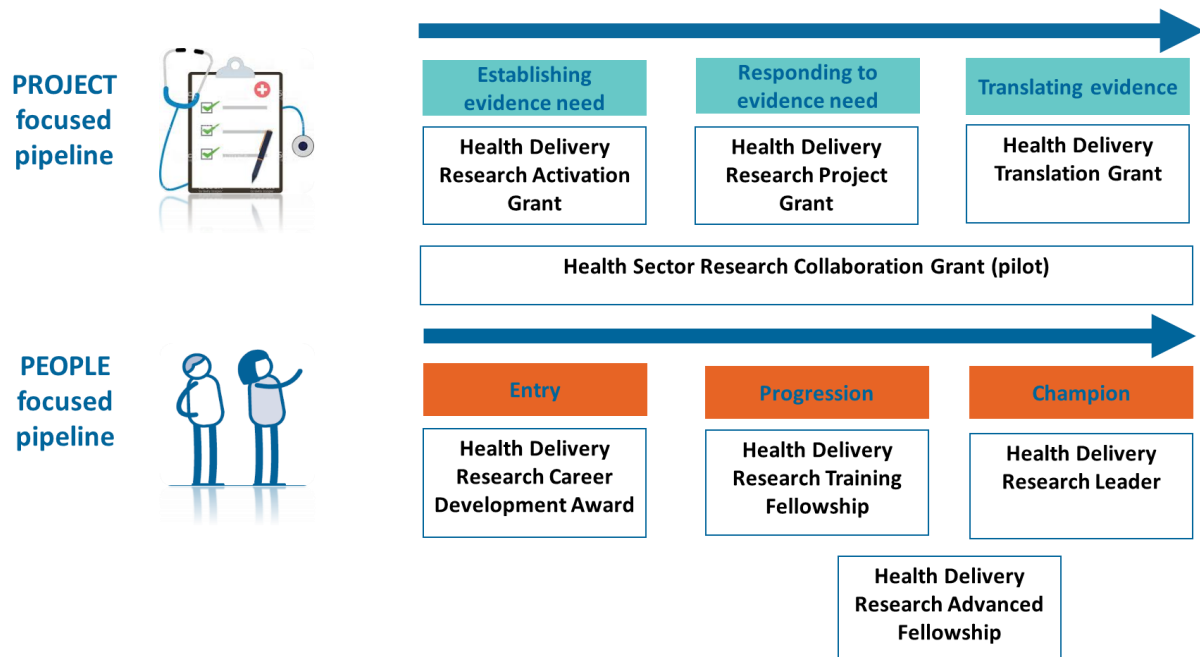 PROJECT
focused
pipeline
Establishing
evidence need
Responding to
evidence need
Translating evidence
Health Delivery
Research Activation
Grant
Health Delivery
Research Project
Grant
Health Delivery
Translation Grant
Health Sector Research Collaboration Grant (pilot)
PEOPLE
focused
pipeline
Entry
Progression
Champion
Health Delivery
Research Career
Development Award
Health Delivery
Research Training
Fellowship
Health Delivery
Research Leader
Health Delivery
Research Advanced
Fellowship